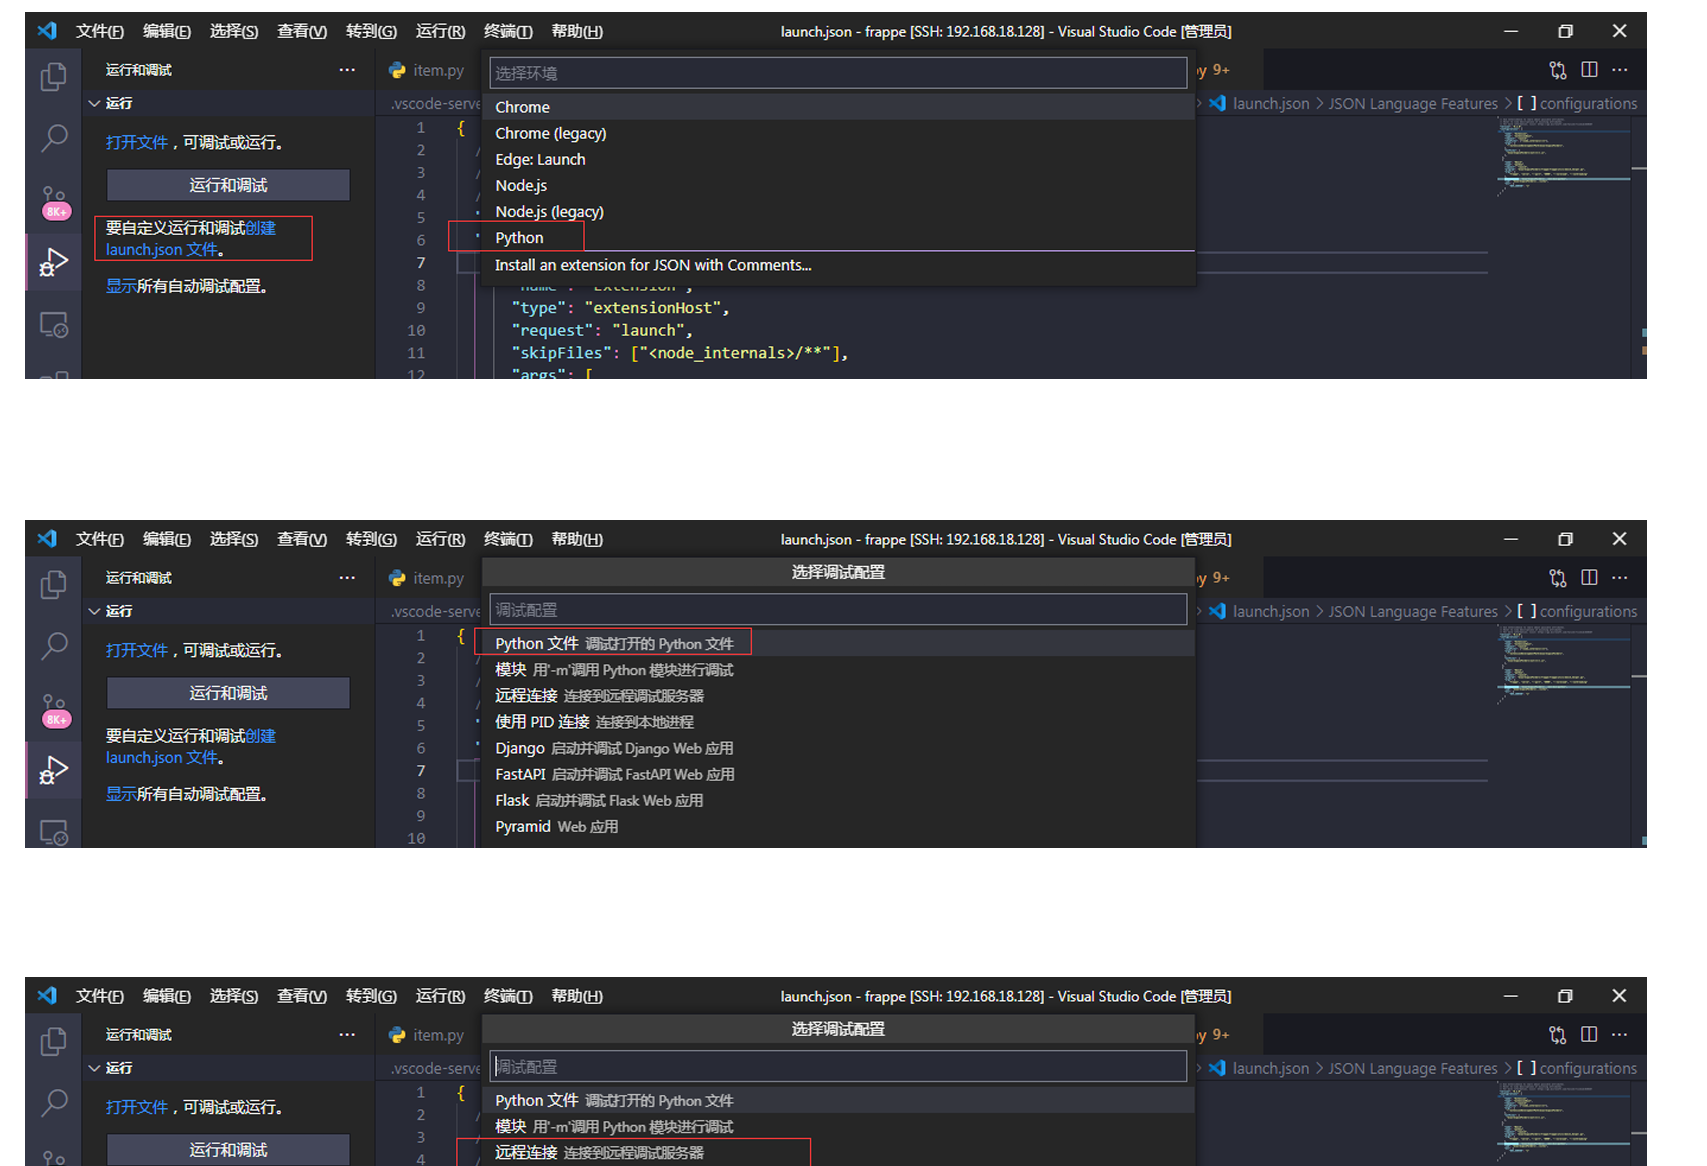 文件(F) 编辑(E) 选择(S) 查看(V) 转到(G) 运行(R) 终端(T) 帮助(H) launch.json - frappe [SSH: 192.168.18.128] - Visual Studio Code [管理员]
运行和调试 ··· item.py 选择环境 9+
运行 .vscode-serve launch.json > JSON Language Features > [ ] configurations
Chrome
1 {
打开文件，可调试或运行。
Chrome (legacy)
2
Edge: Launch
3
运行和调试
Node.js
4
8K+
Node.js (legacy)
5
要自定义运行和调试创建
launch.json 文件。
Python
6
Install an extension for JSON with Comments...
7
显示所有自动调试配置。
8 "name": "Extension",
9 "type": "extensionHost",
10 "request": "launch",
11 "skipFiles": ["<node_internals>/**"],
12 "args": [
文件(F) 编辑(E) 选择(S) 查看(V) 转到(G) 运行(R) 终端(T) 帮助(H) launch.json - frappe [SSH: 192.168.18.128] - Visual Studio Code [管理员]
运行和调试 ··· item.py 选择调试配置 9+
运行 .vscode-serve 调试配置 launch.json > JSON Language Features > [ ] configurations
1 {
Python 文件 调试打开的 Python 文件
打开文件，可调试或运行。
2
模块 用'-m'调用 Python 模块进行调试
3
运行和调试
远程连接 连接到远程调试服务器
4
8K+
使用 PID 连接 连接到本地进程
5
要自定义运行和调试创建
launch.json 文件。
Django 启动并调试 Django Web 应用
6
FastAPI 启动并调试 FastAPI Web 应用
7
显示所有自动调试配置。
8
Flask 启动并调试 Flask Web 应用
9
Pyramid Web 应用
10
文件(F) 编辑(E) 选择(S) 查看(V) 转到(G) 运行(R) 终端(T) 帮助(H) launch.json - frappe [SSH: 192.168.18.128] - Visual Studio Code [管理员]
运行和调试 ··· item.py 选择调试配置 9+
运行 .vscode-serve 调试配置 launch.json > JSON Language Features > [ ] configurations
1 {
Python 文件 调试打开的 Python 文件
打开文件，可调试或运行。
2
模块 用'-m'调用 Python 模块进行调试
3
运行和调试
远程连接 连接到远程调试服务器
4